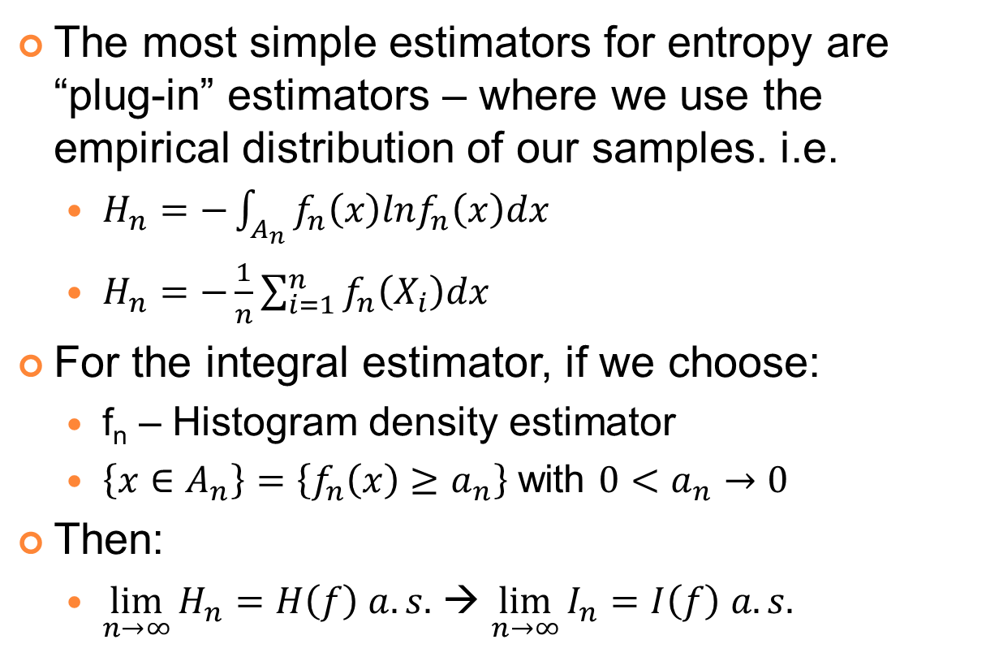 The most simple estimators for entropy are
“plug-in” estimators – where we use the
empirical distribution of our samples. i.e.
• $H_n = -\int_{A_n} f_n(x) ln f_n(x) dx$
• $H_n = -\frac{1}{n} \sum_{i=1}^{n} f_n(X_i) dx$
For the integral estimator, if we choose:
• fₙ – Histogram density estimator
• $\{x \in A_n\} = \{f_n(x) \geq a_n\}$ with $0 < a_n \to 0$
Then:
• $\lim_{n \to \infty} H_n = H(f)\ a.s.$ → $\lim_{n \to \infty} I_n = I(f)\ a.s.$